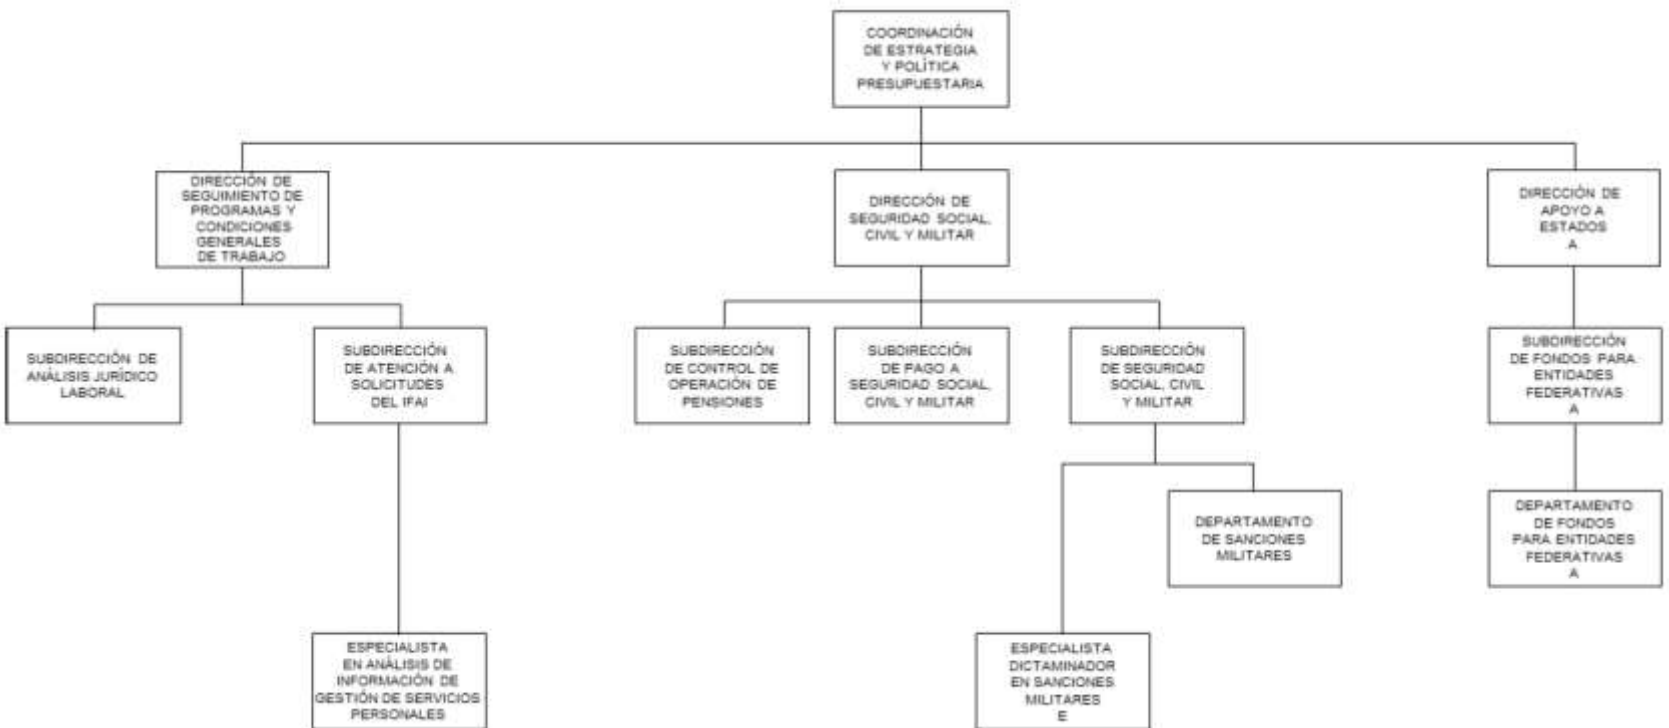 COORDINACIÓN
DE ESTRATEGIA
Y POLÍTICA
PRESUPUESTARIA
DIRECCIÓN DE
SEGUIMIENTO DE
PROGRAMAS Y
CONDICIONES
GENERALES
DE TRABAJO
DIRECCIÓN DE
SEGURIDAD SOCIAL,
CIVIL Y MILITAR
DIRECCIÓN DE
APOYO A
ESTADOS
A
SUBDIRECCIÓN DE
ANÁLISIS JURÍDICO
LABORAL
SUBDIRECCIÓN
DE ATENCIÓN A
SOLICITUDES
DEL IFAI
SUBDIRECCIÓN
DE CONTROL DE
OPERACIÓN DE
PENSIONES
SUBDIRECCIÓN
DE PAGO A
SEGURIDAD SOCIAL,
CIVIL Y MILITAR
SUBDIRECCIÓN
DE SEGURIDAD
SOCIAL, CIVIL
Y MILITAR
SUBDIRECCIÓN
DE FONDOS PARA
ENTIDADES
FEDERATIVAS
A
DEPARTAMENTO
DE SANCIONES
MILITARES
DEPARTAMENTO
DE FONDOS
PARA ENTIDADES
FEDERATIVAS
A
ESPECIALISTA
EN ANÁLISIS DE
INFORMACIÓN DE
GESTIÓN DE SERVICIOS
PERSONALES
ESPECIALISTA
DICTAMINADOR
EN SANCIONES
MILITARES
E